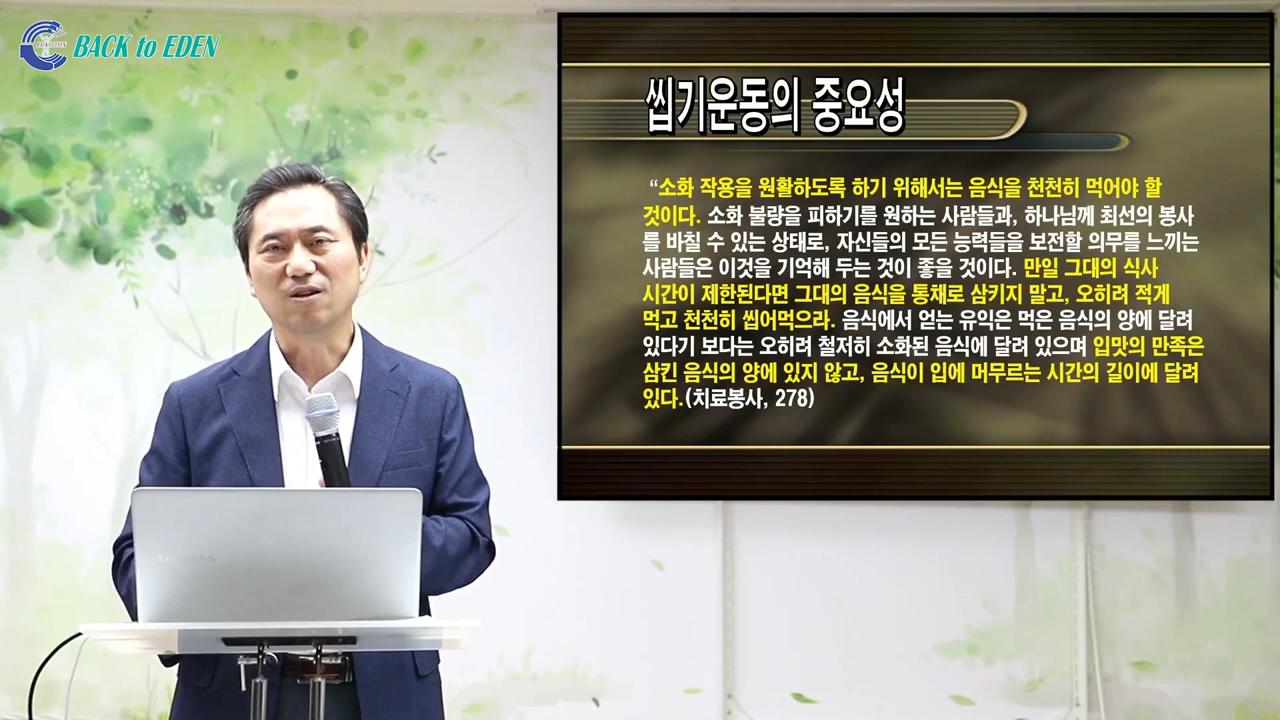 BACK to EDEN
씹기운동의 중요성
“소화 작용을 원활하도록 하기 위해서는 음식을 천천히 먹어야 할
것이다. 소화 불량을 피하기를 원하는 사람들과, 하나님께 최선의 봉사
를 바칠 수 있는 상태로, 자신들의 모든 능력들을 보전할 의무를 느끼는
사람들은 이것을 기억해 두는 것이 좋을 것이다. 만일 그대의 식사
시간이 제한된다면 그대의 음식을 통채로 삼키지 말고, 오히려 적게
먹고 천천히 씹어먹으라. 음식에서 얻는 유익은 먹은 음식의 양에 달려
있다기 보다는 오히려 철저히 소화된 음식에 달려 있으며 입맛의 만족은
삼킨 음식의 양에 있지 않고, 음식이 입에 머무르는 시간의 길이에 달려
있다.(치료봉사, 278)